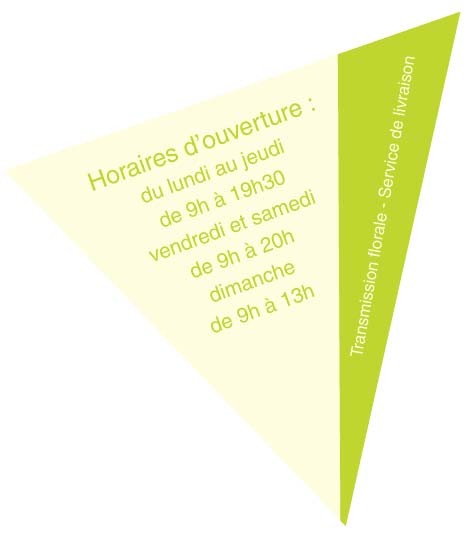 Horaires d'ouverture :
du lundi au jeudi
de 9h à 19h30
vendredi et samedi
de 9h à 20h
dimanche
de 9h à 13h
Transmission florale - Service de livraison